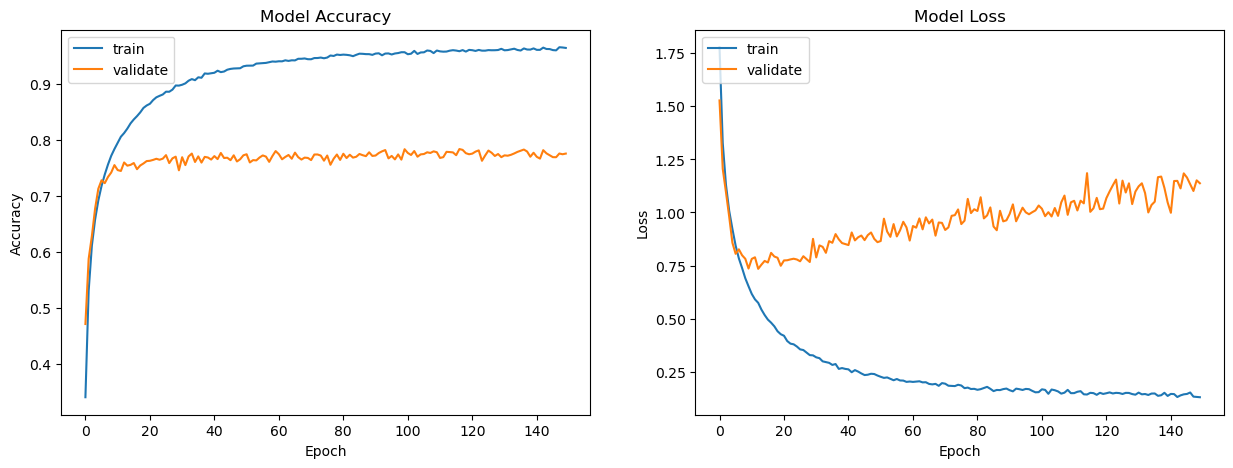 Model Accuracy
train
validate
Accuracy
0.9
0.8
0.7
0.6
0.5
0.4
0 20 40 60 80 100 120 140
Epoch
Model Loss
train
validate
Loss
1.75
1.50
1.25
1.00
0.75
0.50
0.25
0 20 40 60 80 100 120 140
Epoch